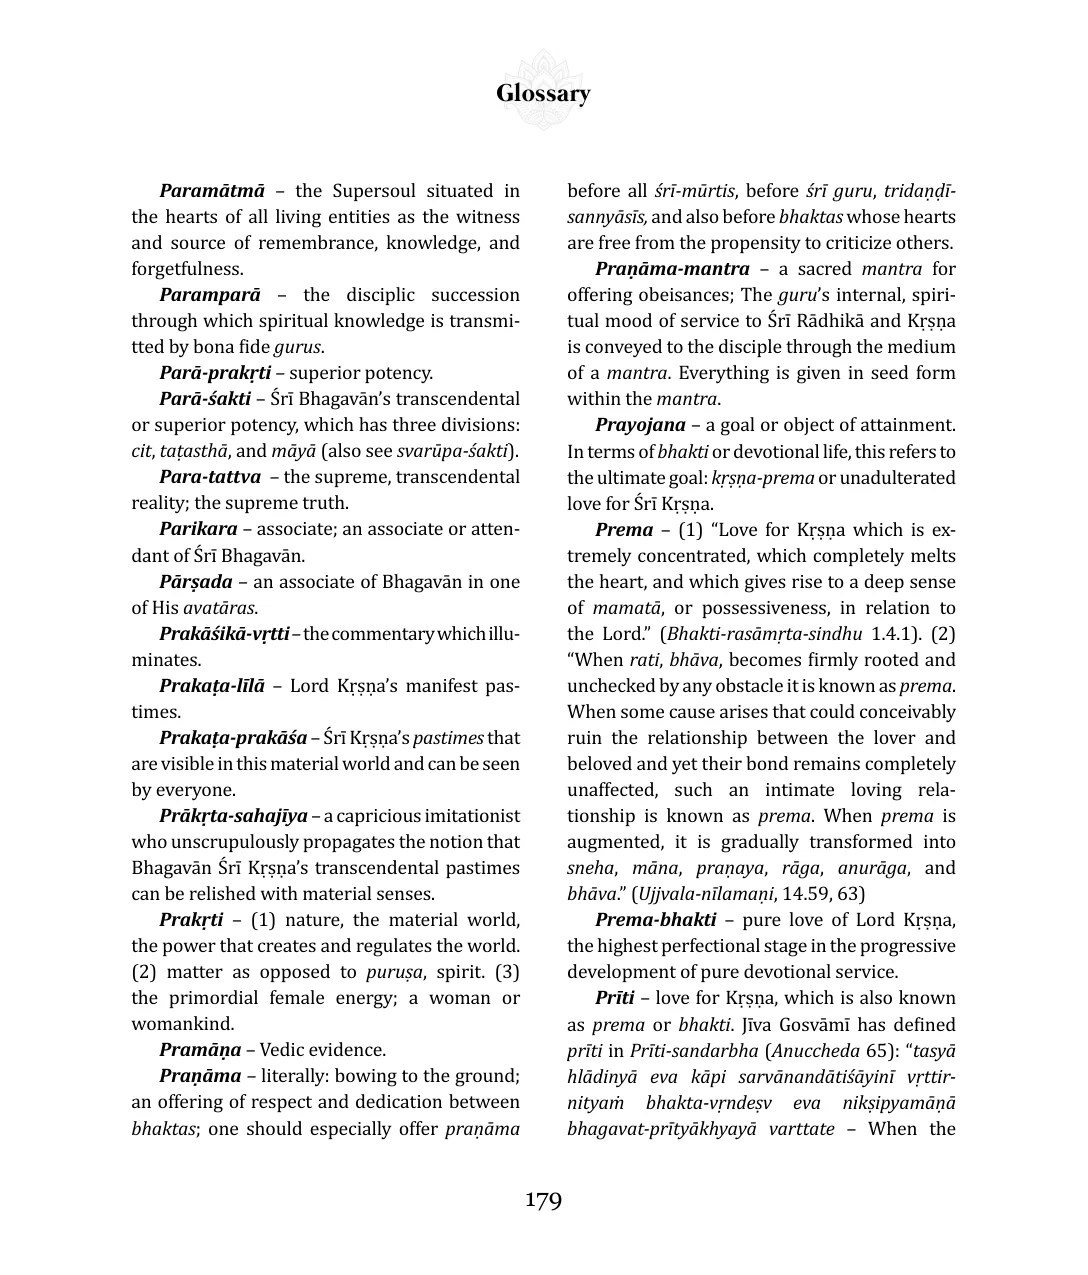 Glossary
Paramātmā – the Supersoul situated in
the hearts of all living entities as the witness
and source of remembrance, knowledge, and
forgetfulness.
Paramparā – the disciplic succession
through which spiritual knowledge is transmi-
tted by bona fide gurus.
Parā-prakṛti – superior potency.
Parā-śakti – Śrī Bhagavān’s transcendental
or superior potency, which has three divisions:
cit, taṭasthā, and māyā (also see svarūpa-śakti).
Para-tattva – the supreme, transcendental
reality; the supreme truth.
Parikara – associate; an associate or atten-
dant of Śrī Bhagavān.
Pārṣada – an associate of Bhagavān in one
of His avatāras.
Prakāśikā-vṛtti – the commentary which illu-
minates.
Prakaṭa-līlā – Lord Kṛṣṇa’s manifest pas-
times.
Prakaṭa-prakāśa – Śrī Kṛṣṇa’s pastimes that
are visible in this material world and can be seen
by everyone.
Prākṛta-sahajīya – a capricious imitationist
who unscrupulously propagates the notion that
Bhagavān Śrī Kṛṣṇa’s transcendental pastimes
can be relished with material senses.
Prakṛti – (1) nature, the material world,
the power that creates and regulates the world.
(2) matter as opposed to puruṣa, spirit. (3)
the primordial female energy; a woman or
womankind.
Pramāṇa – Vedic evidence.
Praṇāma – literally: bowing to the ground;
an offering of respect and dedication between
bhaktas; one should especially offer praṇāma
before all śrī-mūrtis, before śrī guru, tridaṇḍī-
sannyāsīs, and also before bhaktas whose hearts
are free from the propensity to criticize others.
Praṇāma-mantra – a sacred mantra for
offering obeisances; The guru’s internal, spiri-
tual mood of service to Śrī Rādhikā and Kṛṣṇa
is conveyed to the disciple through the medium
of a mantra. Everything is given in seed form
within the mantra.
Prayojana – a goal or object of attainment.
In terms of bhakti or devotional life, this refers to
the ultimate goal: kṛṣṇa-prema or unadulterated
love for Śrī Kṛṣṇa.
Prema – (1) “Love for Kṛṣṇa which is ex-
tremely concentrated, which completely melts
the heart, and which gives rise to a deep sense
of mamatā, or possessiveness, in relation to
the Lord.” (Bhakti-rasāmṛta-sindhu 1.4.1). (2)
“When rati, bhāva, becomes firmly rooted and
unchecked by any obstacle it is known as prema.
When some cause arises that could conceivably
ruin the relationship between the lover and
beloved and yet their bond remains completely
unaffected, such an intimate loving rela-
tionship is known as prema. When prema is
augmented, it is gradually transformed into
sneha, māna, praṇaya, rāga, anurāga, and
bhāva.” (Ujjvala-nīlamaṇi, 14.59, 63)
Prema-bhakti – pure love of Lord Kṛṣṇa,
the highest perfectional stage in the progressive
development of pure devotional service.
Prīti – love for Kṛṣṇa, which is also known
as prema or bhakti. Jīva Gosvāmī has defined
prīti in Prīti-sandarbha (Anuccheda 65): “tasyā
hlādinyā eva kāpi sarvānandātiśāyinī vṛttir-
nityaṁ bhakta-vṛndeṣv eva nikṣipyamāṇā
bhagavat-prītyākhyayā varttate – When the
179